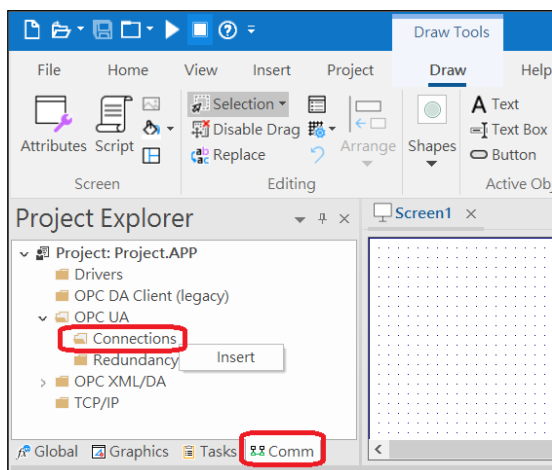 Draw Tools
File Home View Insert Project Draw Help
Attributes Script Selection Disable Drag abac Replace Arrange Shapes A Text Text Box Button
Screen Editing Active Obj
Project Explorer
Screen1
Project: Project.APP
Drivers
OPC DA Client (legacy)
OPC UA
Connections
Insert
Redundancy
OPC XML/DA
TCP/IP
Global Graphics Tasks Comm